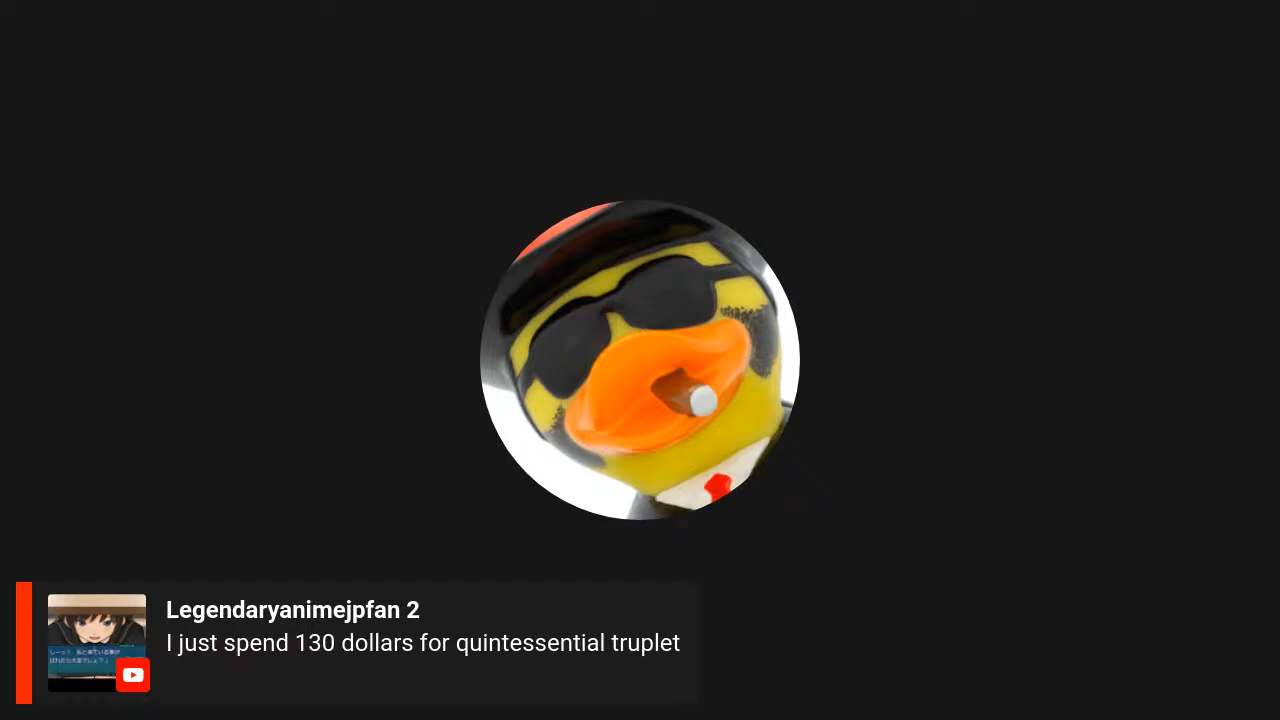 Legendaryanimejpfan 2
I just spend 130 dollars for quintessential truplet